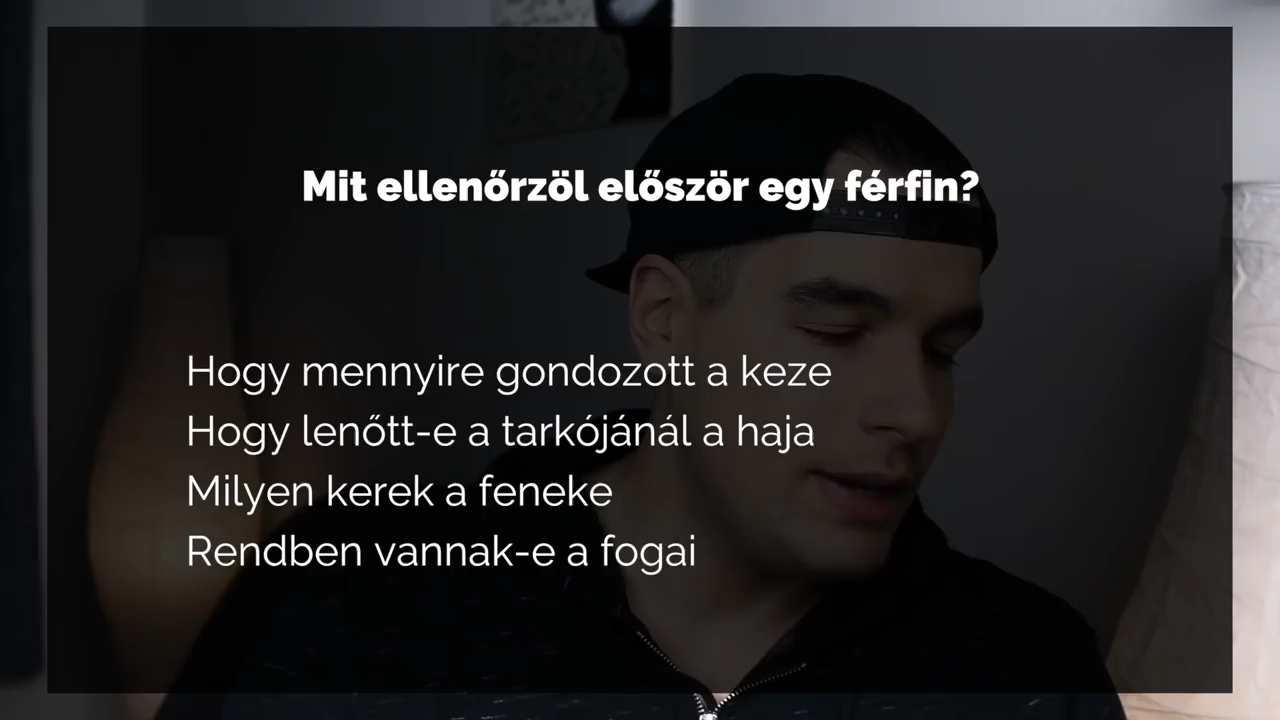 Mit ellenőrzöl először egy férfin?
Hogy mennyire gondozott a keze
Hogy lenőtt-e a tarkójánál a haja
Milyen kerek a feneke
Rendben vannak-e a fogai